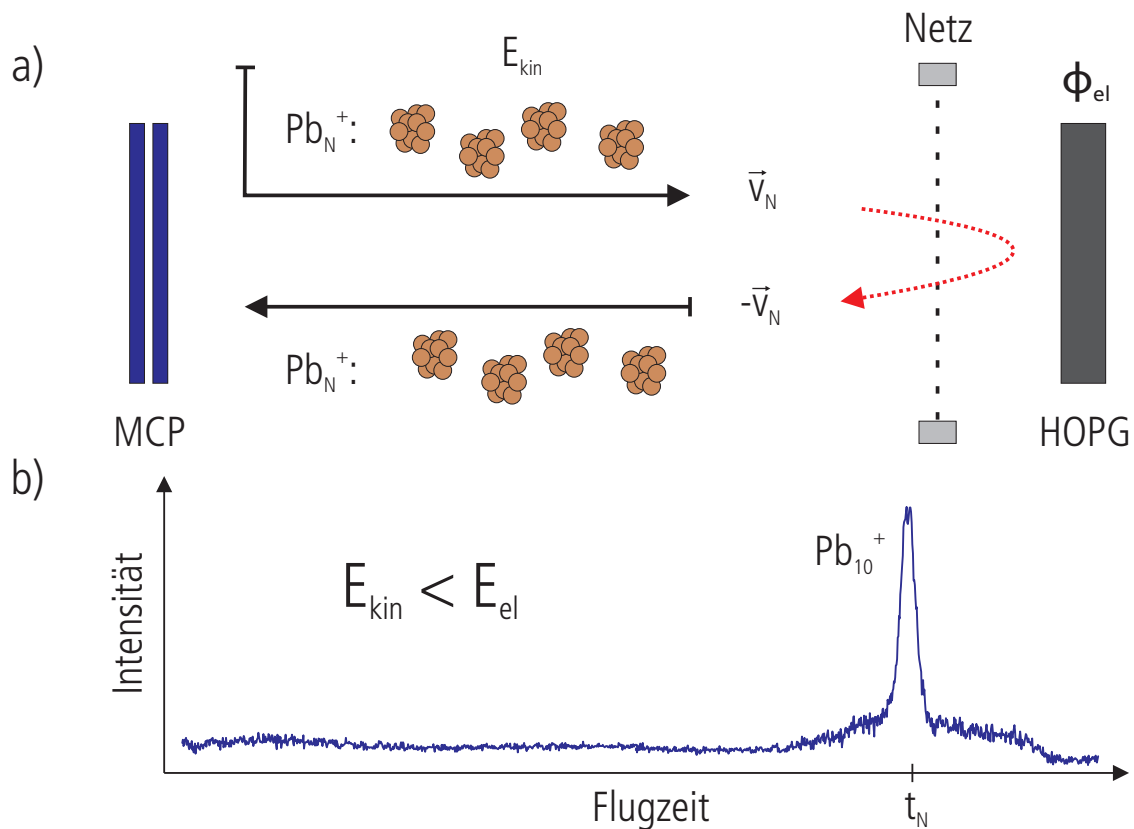 a)
Netz
E_kin
ϕ_el
Pb_N^+:
v⃗_N
-v⃗_N
Pb_N^+:
MCP
HOPG
b)
Intensität
E_kin < E_el
Pb_10^+
Flugzeit
t_N